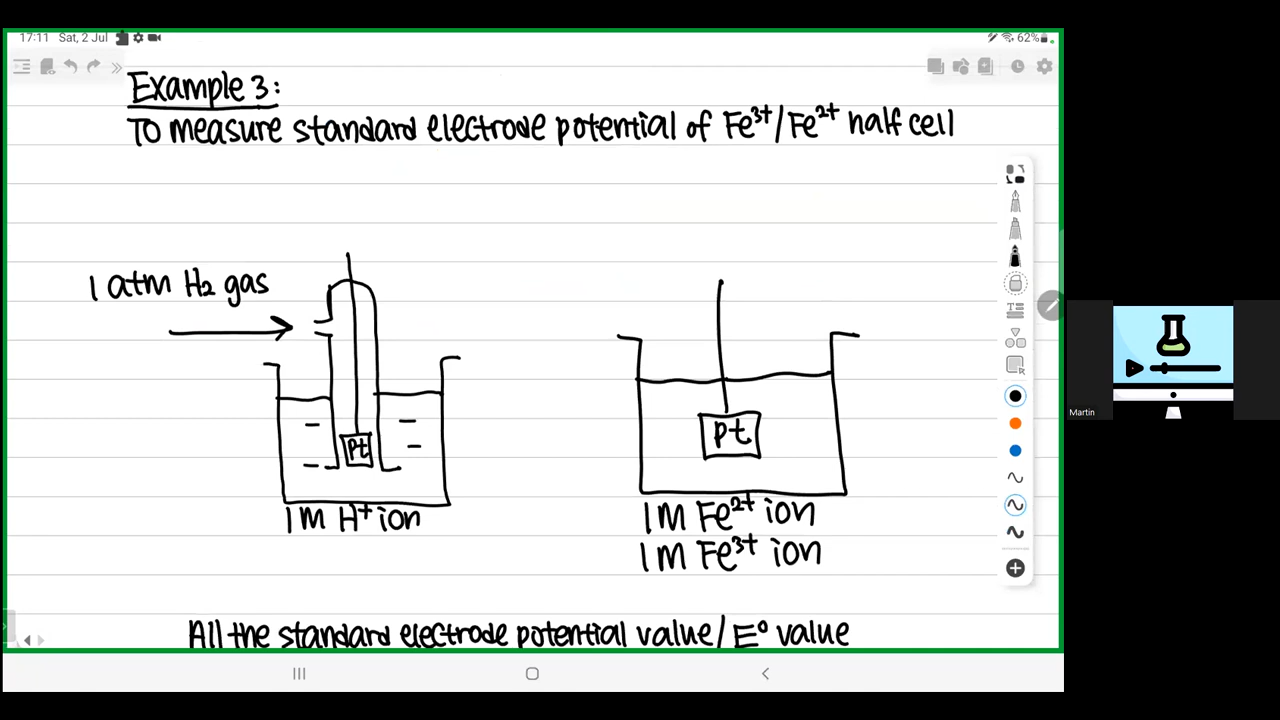 17:11 Sat, 2 Jul
62%
Example 3:
To measure standard electrode potential of Fe³⁺/Fe²⁺ half cell
1 atm H₂ gas
Pt
pt
1M H⁺ ion
1M Fe²⁺ ion
1M Fe³⁺ ion
All the standard electrode potential value/E⁰ value
Martin